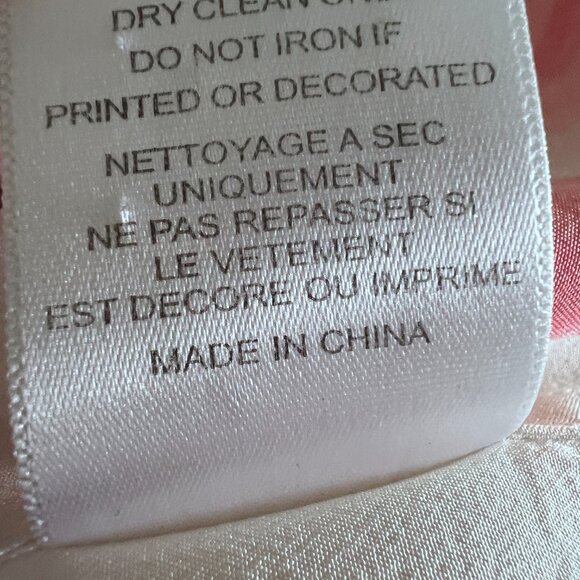 DRY CLEAN ONLY
DO NOT IRON IF
PRINTED OR DECORATED
NETTOYAGE A SEC
UNIQUEMENT
NE PAS REPASSER SI
LE VETEMENT
EST DECORE OU IMPRIME
MADE IN CHINA